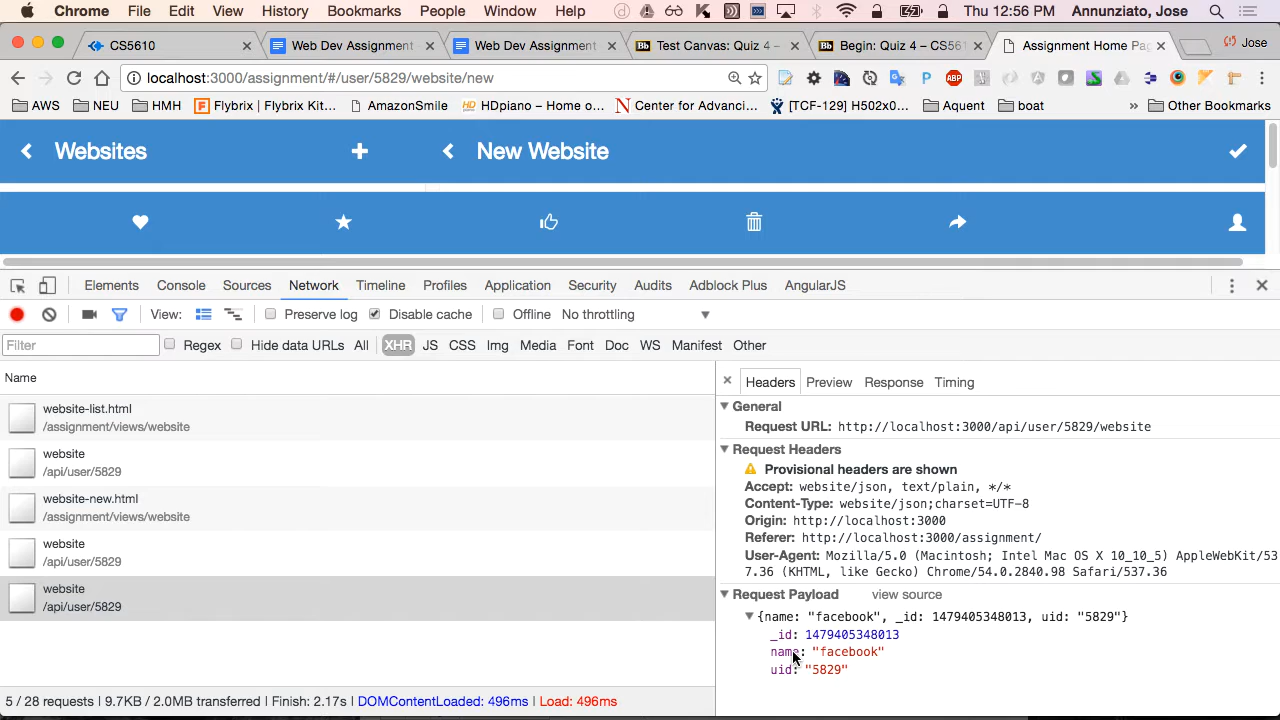 Chrome File Edit View History Bookmarks People Window Help Thu 17 Nov 12:56 PM Annunziato, Jose
CS5610 Web Dev Assignment Web Dev Assignment Test Canvas: Quiz 4 – Begin: Quiz 4 – CS56 Assignment Home Pag Jose
localhost:3000/assignment/#/user/5829/website/new
AWS NEU HMH Flybrix | Flybrix Kit... AmazonSmile HDpiano – Home o... Center for Advanci... [TCF-129] H502x0... Aquent boat » Other Bookmarks
Websites New Website
Elements Console Sources Network Timeline Profiles Application Security Audits Adblock Plus AngularJS
View: Preserve log Disable cache Offline No throttling
Filter Regex Hide data URLs All XHR JS CSS Img Media Font Doc WS Manifest Other
Name
website-list.html
/assignment/views/website
website
/api/user/5829
website-new.html
/assignment/views/website
website
/api/user/5829
website
/api/user/5829
5 / 28 requests | 9.7KB / 2.0MB transferred | Finish: 2.17s | DOMContentLoaded: 496ms | Load: 496ms
Headers Preview Response Timing
General
Request URL: http://localhost:3000/api/user/5829/website
Request Headers
Provisional headers are shown
Accept: website/json, text/plain, */*
Content-Type: website/json;charset=UTF-8
Origin: http://localhost:3000
Referer: http://localhost:3000/assignment/
User-Agent: Mozilla/5.0 (Macintosh; Intel Mac OS X 10_10_5) AppleWebKit/53
7.36 (KHTML, like Gecko) Chrome/54.0.2840.98 Safari/537.36
Request Payload view source
{name: "facebook", _id: 1479405348013, uid: "5829"}
_id: 1479405348013
name: "facebook"
uid: "5829"